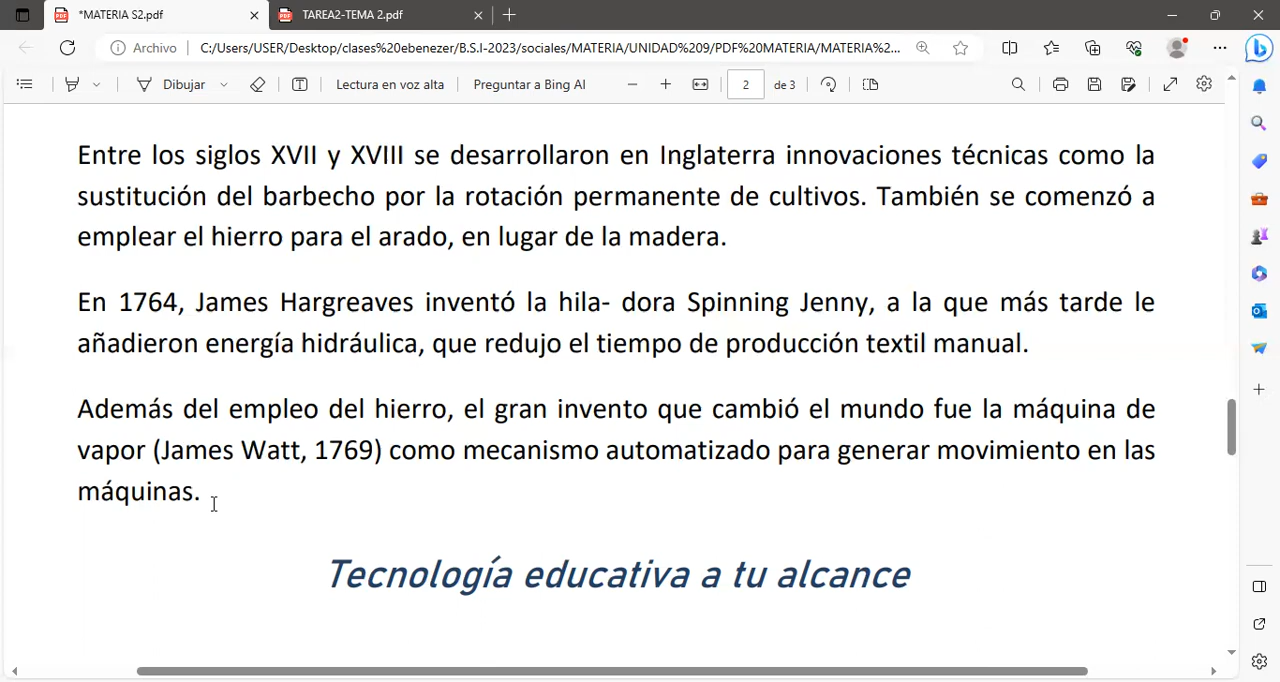 *MATERIA S2.pdf
TAREA2-TEMA 2.pdf
Archivo
C:/Users/USER/Desktop/clases%20ebenezer/B.S.I-2023/sociales/MATERIA/UNIDAD%209/PDF%20MATERIA/MATERIA%2...
Dibujar
Lectura en voz alta
Preguntar a Bing AI
2
de 3
Entre los siglos XVII y XVIII se desarrollaron en Inglaterra innovaciones técnicas como la
sustitución del barbecho por la rotación permanente de cultivos. También se comenzó a
emplear el hierro para el arado, en lugar de la madera.
En 1764, James Hargreaves inventó la hila- dora Spinning Jenny, a la que más tarde le
añadieron energía hidráulica, que redujo el tiempo de producción textil manual.
Además del empleo del hierro, el gran invento que cambió el mundo fue la máquina de
vapor (James Watt, 1769) como mecanismo automatizado para generar movimiento en las
máquinas.
Tecnología educativa a tu alcance